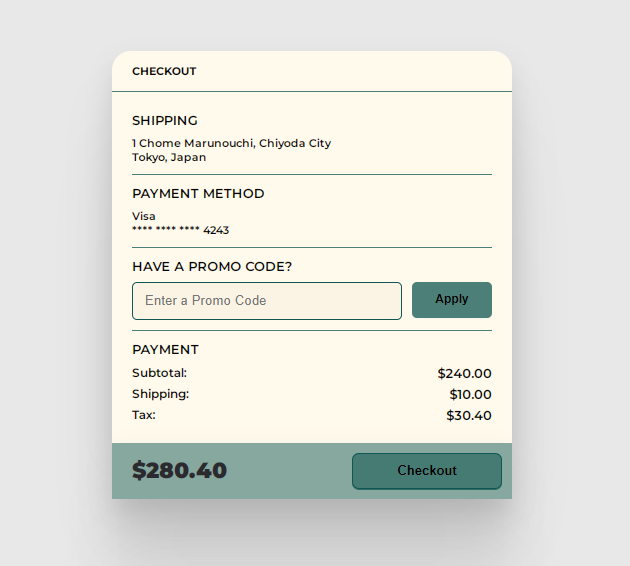 CHECKOUT
SHIPPING
1 Chome Marunouchi, Chiyoda City
Tokyo, Japan
PAYMENT METHOD
Visa
**** **** **** 4243
HAVE A PROMO CODE?
Enter a Promo Code Apply
PAYMENT
Subtotal: $240.00
Shipping: $10.00
Tax: $30.40
$280.40 Checkout